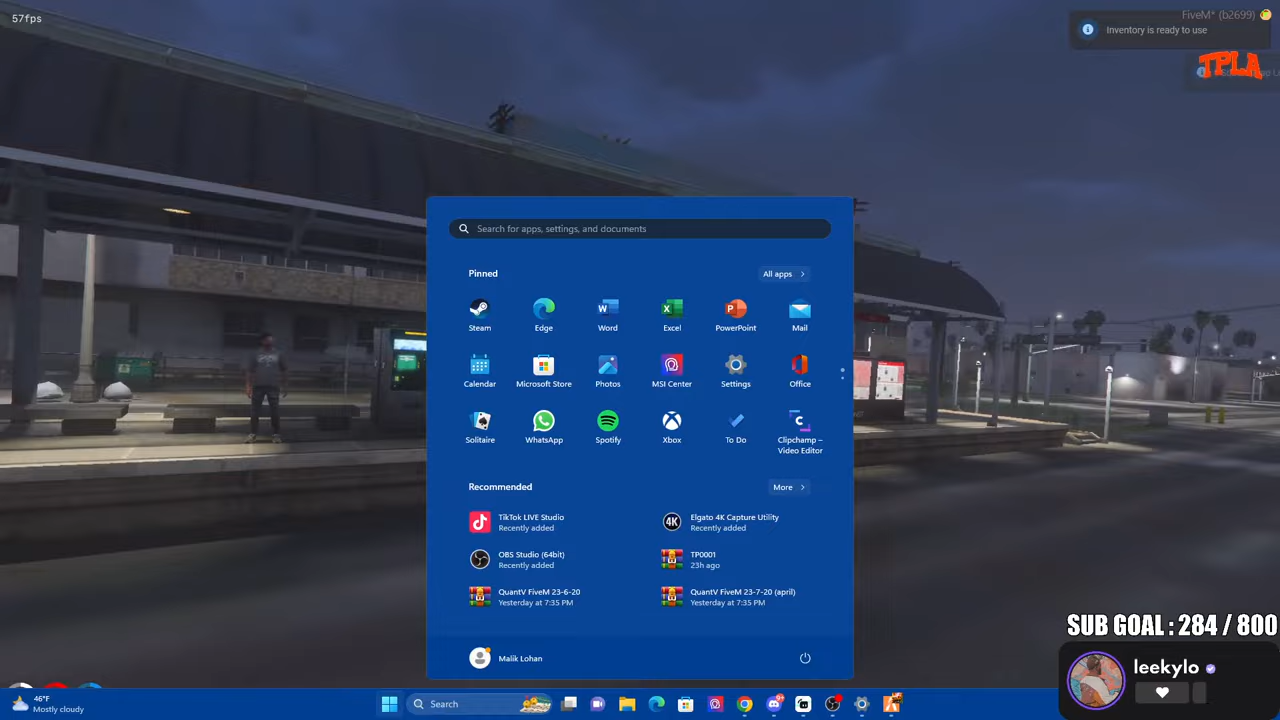 57fps
FiveM* (b2699)
Inventory is ready to use
TPLA
Search for apps, settings, and documents
Pinned
All apps
Steam
Edge
Word
Excel
PowerPoint
Mail
Calendar
Microsoft Store
Photos
MSI Center
Settings
Office
Solitaire
WhatsApp
Spotify
Xbox
To Do
Clipchamp –
Video Editor
Recommended
More
TikTok LIVE Studio
Recently added
Elgato 4K Capture Utility
Recently added
OBS Studio (64bit)
Recently added
TP0001
23h ago
QuantV FiveM 23-6-20
Yesterday at 7:35 PM
QuantV FiveM 23-7-20 (april)
Yesterday at 7:35 PM
SUB GOAL : 284 / 800
Malik Lohan
leekylo
46°F
Mostly cloudy
Search